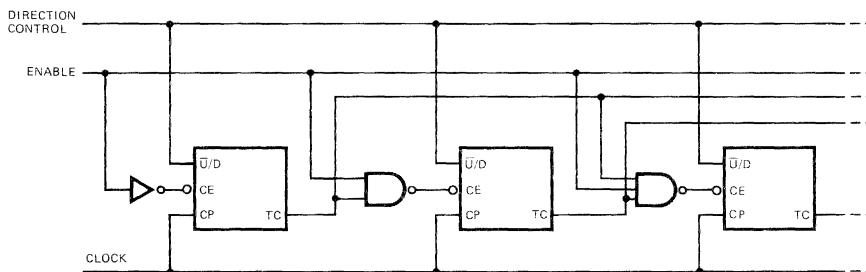 DIRECTION
CONTROL
ENABLE
U̅/D
CE
CP TC
U̅/D
CE
CP TC
U̅/D
CE
CP TC
CLOCK